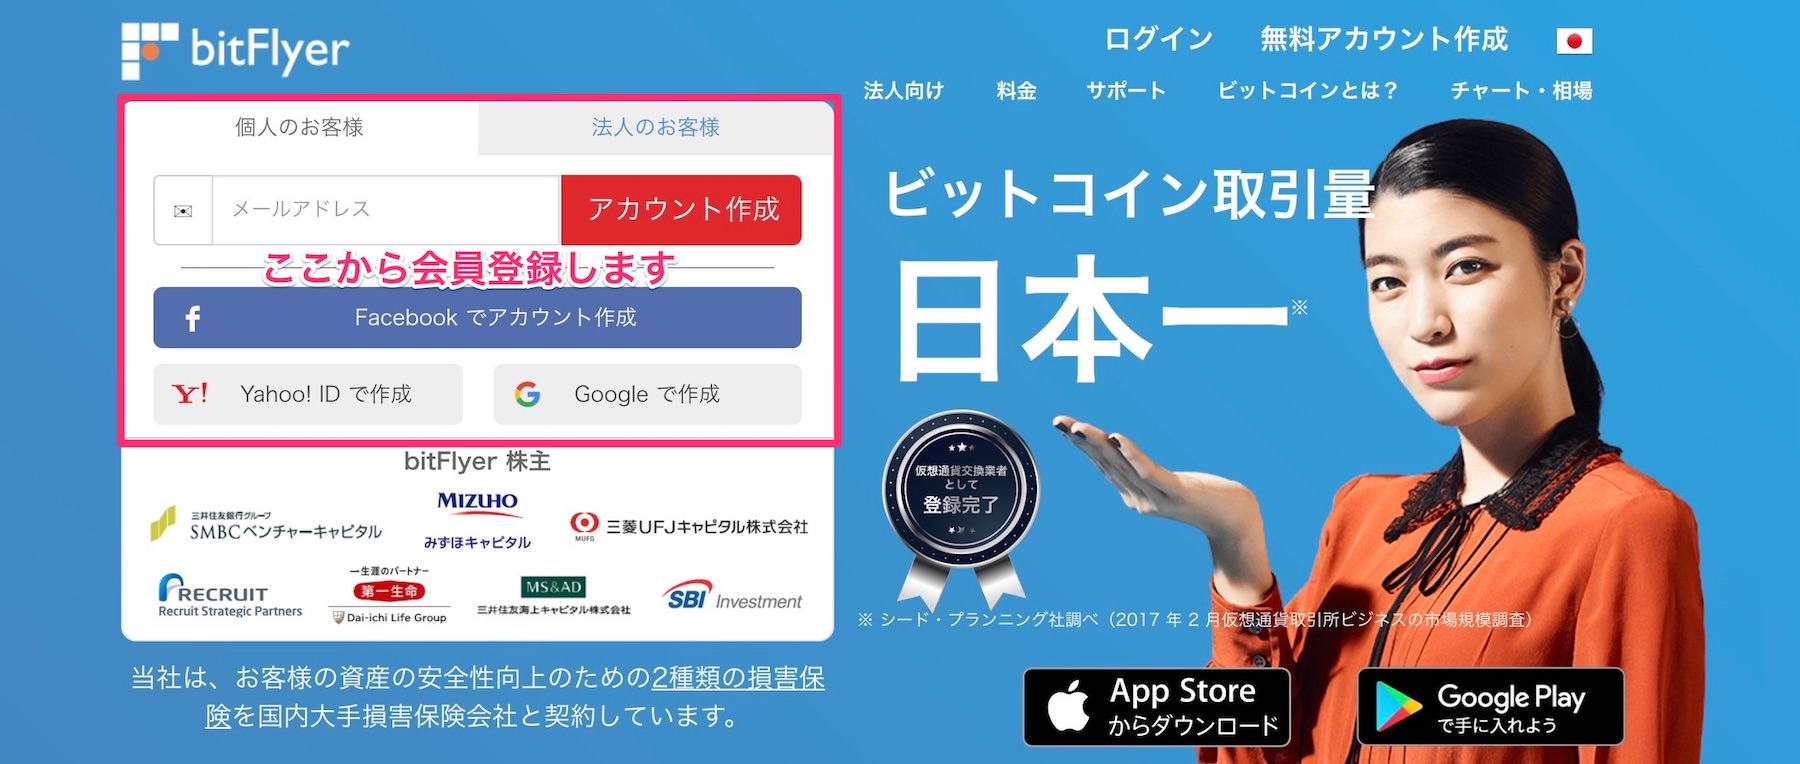 bitFlyer
ログイン
無料アカウント作成
法人向け
料金
サポート
ビットコインとは？
チャート・相場
個人のお客様
法人のお客様
メールアドレス
アカウント作成
ここから会員登録します
f
Facebook でアカウント作成
Y!
Yahoo! ID で作成
G
Google で作成
ビットコイン取引量
日本一※
仮想通貨交換業者
として
登録完了
bitFlyer 株主
三井住友銀行グループ
SMBCベンチャーキャピタル
MIZUHO
みずほキャピタル
MUFG
三菱UFJキャピタル株式会社
RECRUIT
Recruit Strategic Partners
一生涯のパートナー
第一生命
Dai-ichi Life Group
MS&AD
三井住友海上キャピタル株式会社
SBI Investment
※ シード・プランニング社調べ（2017 年 2 月仮想通貨取引所ビジネスの市場規模調査）
当社は、お客様の資産の安全性向上のための2種類の損害保
険を国内大手損害保険会社と契約しています。
App Store
からダウンロード
Google Play
で手に入れよう